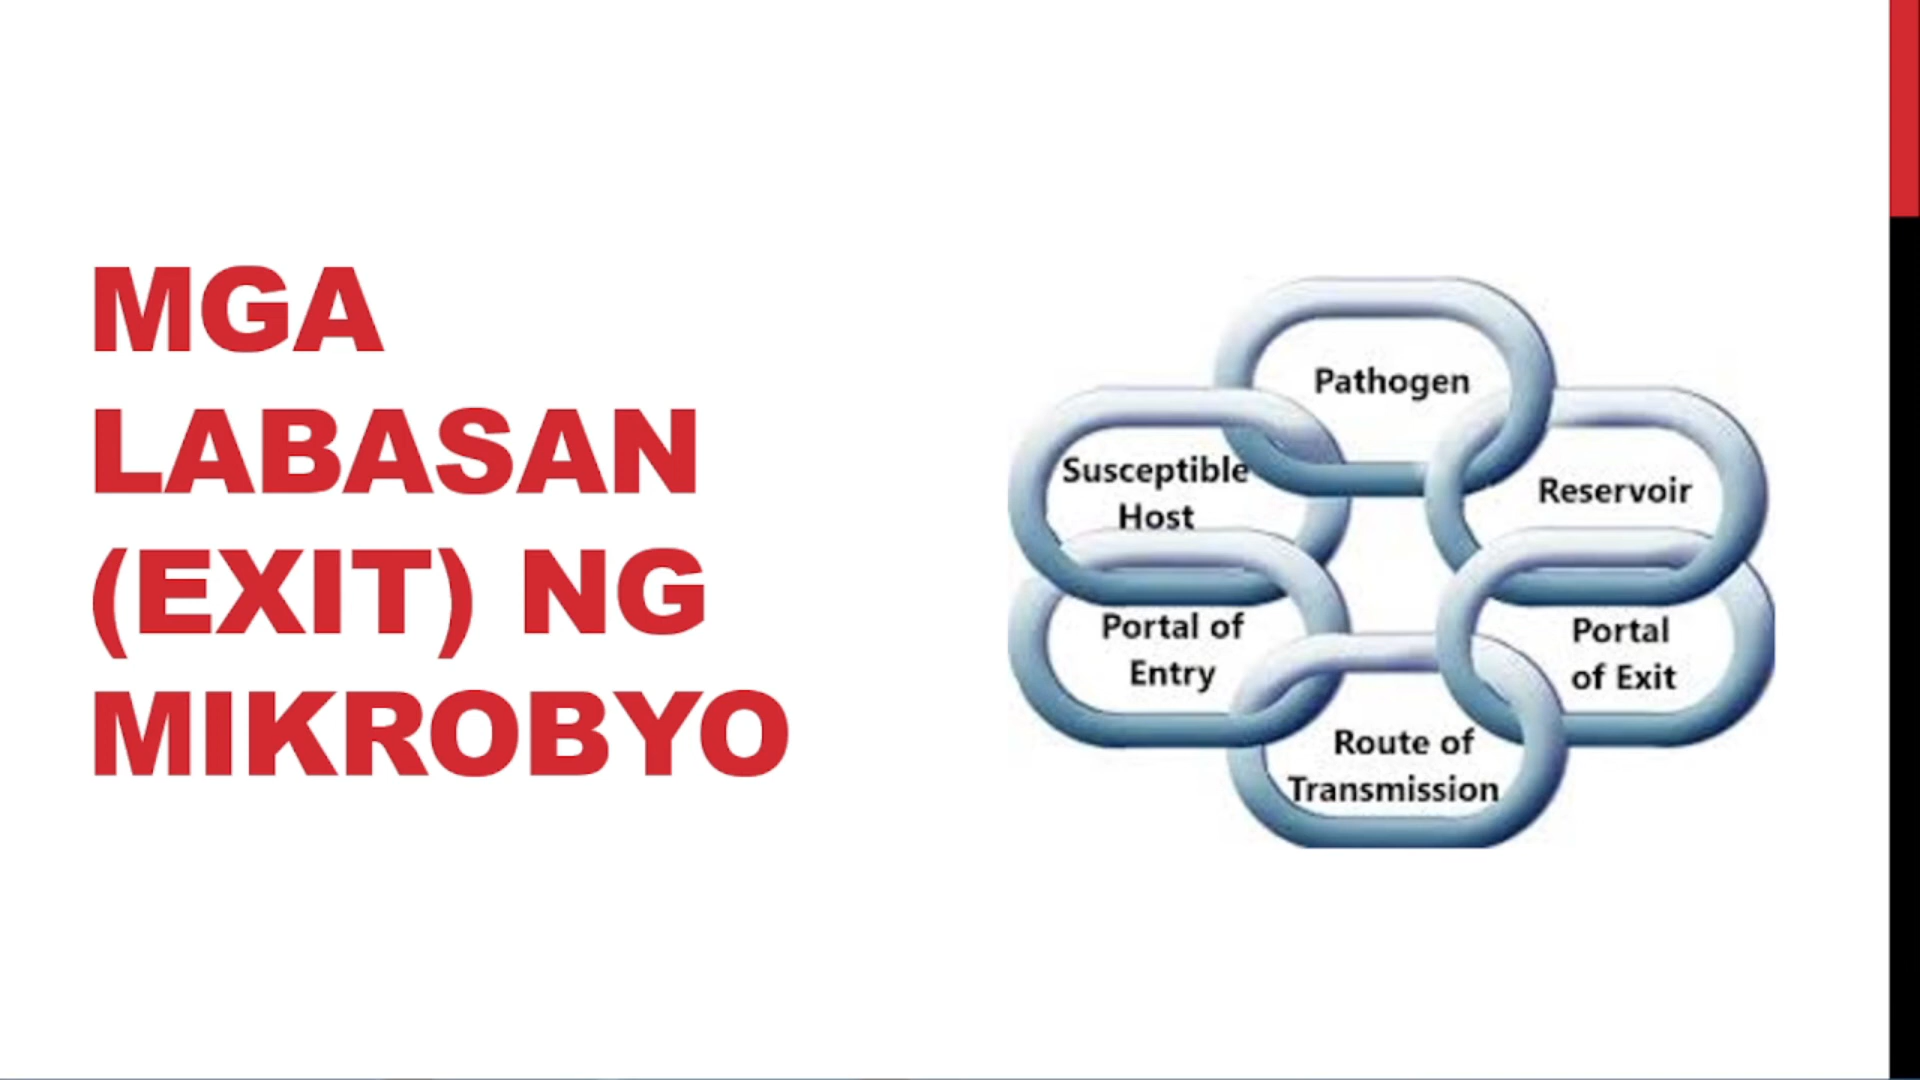 MGA
LABASAN
(EXIT) NG
MIKROBYO
Pathogen
Susceptible
Host
Reservoir
Portal of
Entry
Portal
of Exit
Route of
Transmission